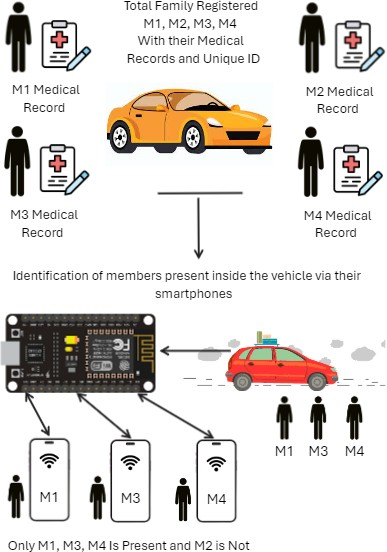 Total Family Registered
M1, M2, M3, M4
With their Medical
Records and Unique ID
M1 Medical
Record
M2 Medical
Record
M3 Medical
Record
M4 Medical
Record
Identification of members present inside the vehicle via their
smartphones
M1
M3
M4
M1
M3
M4
Only M1, M3, M4 Is Present and M2 is Not